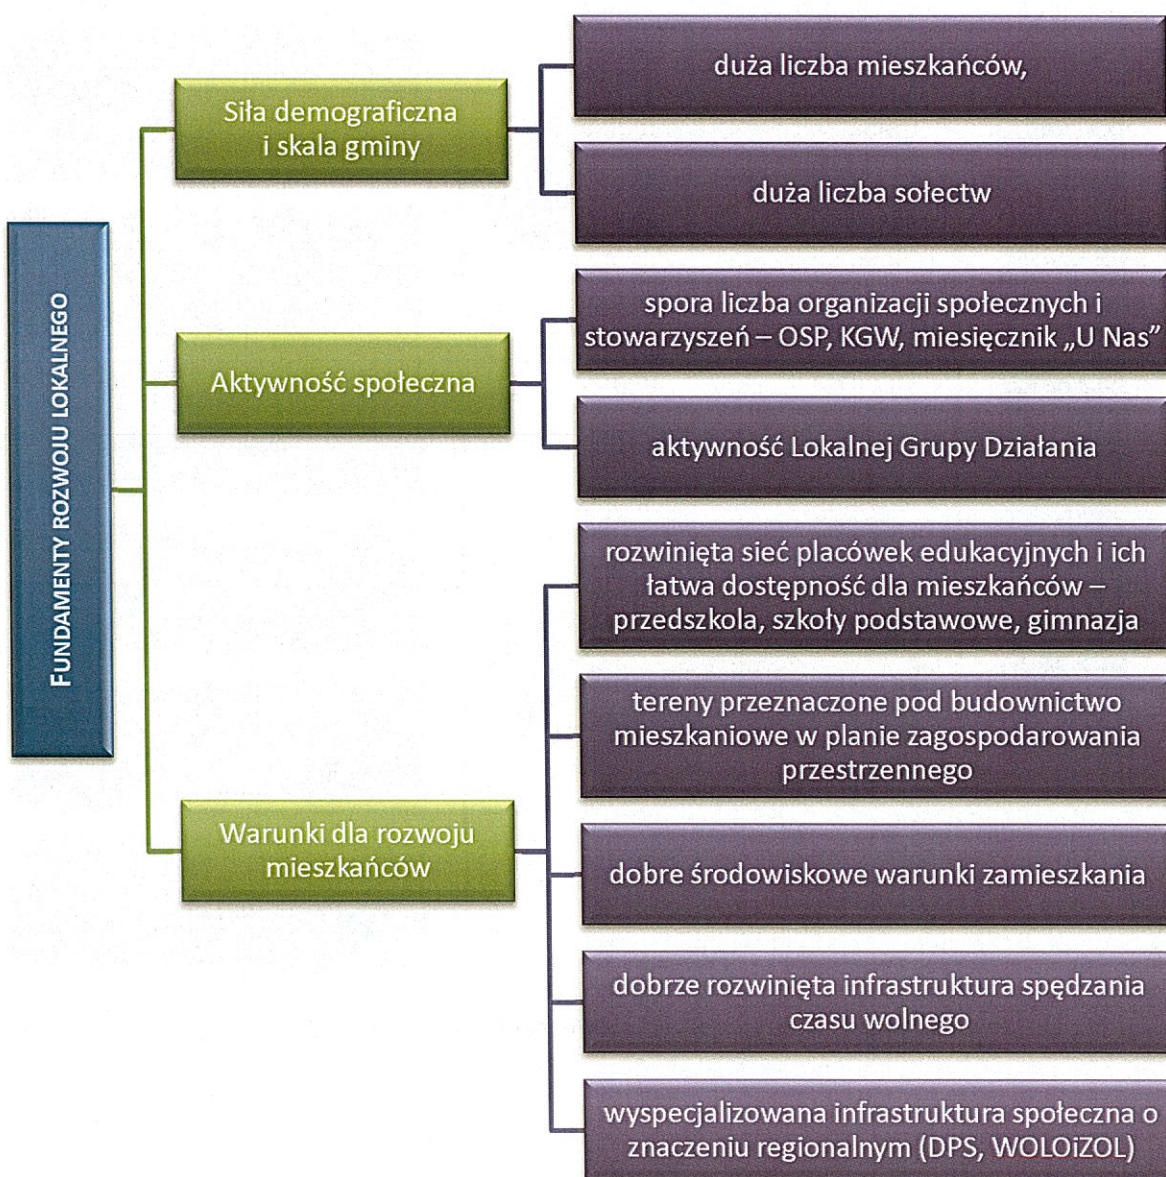 FUNDAMENTY ROZWOJU LOKALNEGO
Siła demograficzna
i skala gminy
duża liczba mieszkańców,
duża liczba sołectw
Aktywność społeczna
spora liczba organizacji społecznych i
stowarzyszeń – OSP, KGW, miesięcznik „U Nas”
aktywność Lokalnej Grupy Działania
Warunki dla rozwoju
mieszkańców
rozwinięta sieć placówek edukacyjnych i ich
łatwa dostępność dla mieszkańców –
przedszkola, szkoły podstawowe, gimnazja
tereny przeznaczone pod budownictwo
mieszkaniowe w planie zagospodarowania
przestrzennego
dobre środowiskowe warunki zamieszkania
dobrze rozwinięta infrastruktura spędzania
czasu wolnego
wyspecjalizowana infrastruktura społeczna o
znaczeniu regionalnym (DPS, WOLOiZOL)